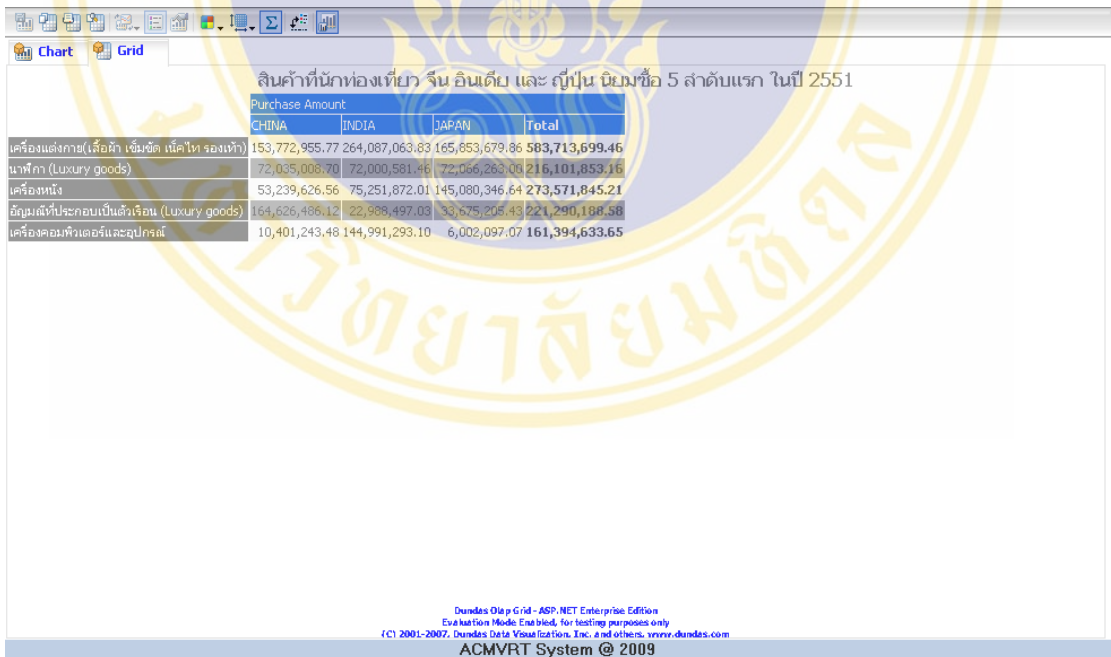 Chart Grid
สินค้าที่นักท่องเที่ยว จีน อินเดีย และ ญี่ปุ่น นิยมซื้อ 5 ลำดับแรก ในปี 2551
Purchase Amount
CHINA INDIA JAPAN Total
เครื่องแต่งกาย(เสื้อผ้า เข็มขัด เน็คไท รองเท้า) 153,772,955.77 264,087,063.83 165,853,679.86 583,713,699.46
นาฬิกา (Luxury goods) 72,035,008.70 72,000,581.46 72,066,263.00 216,101,853.16
เครื่องหนัง 53,239,626.56 75,251,872.01 145,080,346.64 273,571,845.21
อัญมณีที่ประกอบเป็นตัวเรือน (Luxury goods) 164,626,486.12 22,988,497.03 33,675,205.43 221,290,188.58
เครื่องคอมพิวเตอร์และอุปกรณ์ 10,401,243.48 144,991,293.10 6,002,097.07 161,394,633.65
Dundas Olap Grid - ASP.NET Enterprise Edition
Evaluation Mode Enabled, for testing purposes only
(C) 2001-2007, Dundas Data Visualization, Inc. and others, www.dundas.com
ACMVRT System @ 2009
วิทยาลัยมหิดล